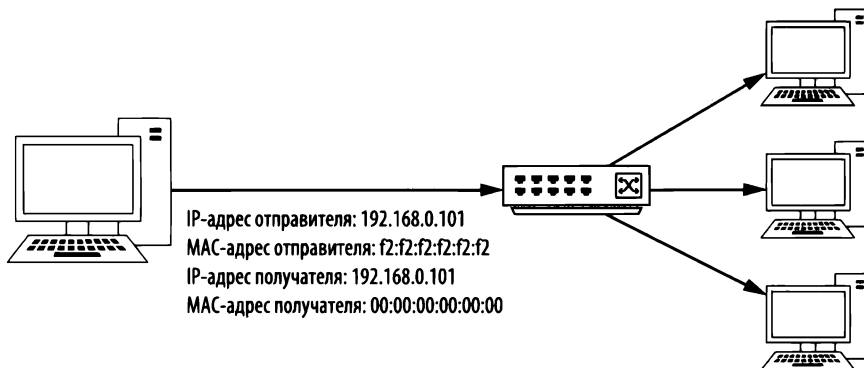 IP-адрес отправителя: 192.168.0.101
MAC-адрес отправителя: f2:f2:f2:f2:f2:f2
IP-адрес получателя: 192.168.0.101
MAC-адрес получателя: 00:00:00:00:00:00